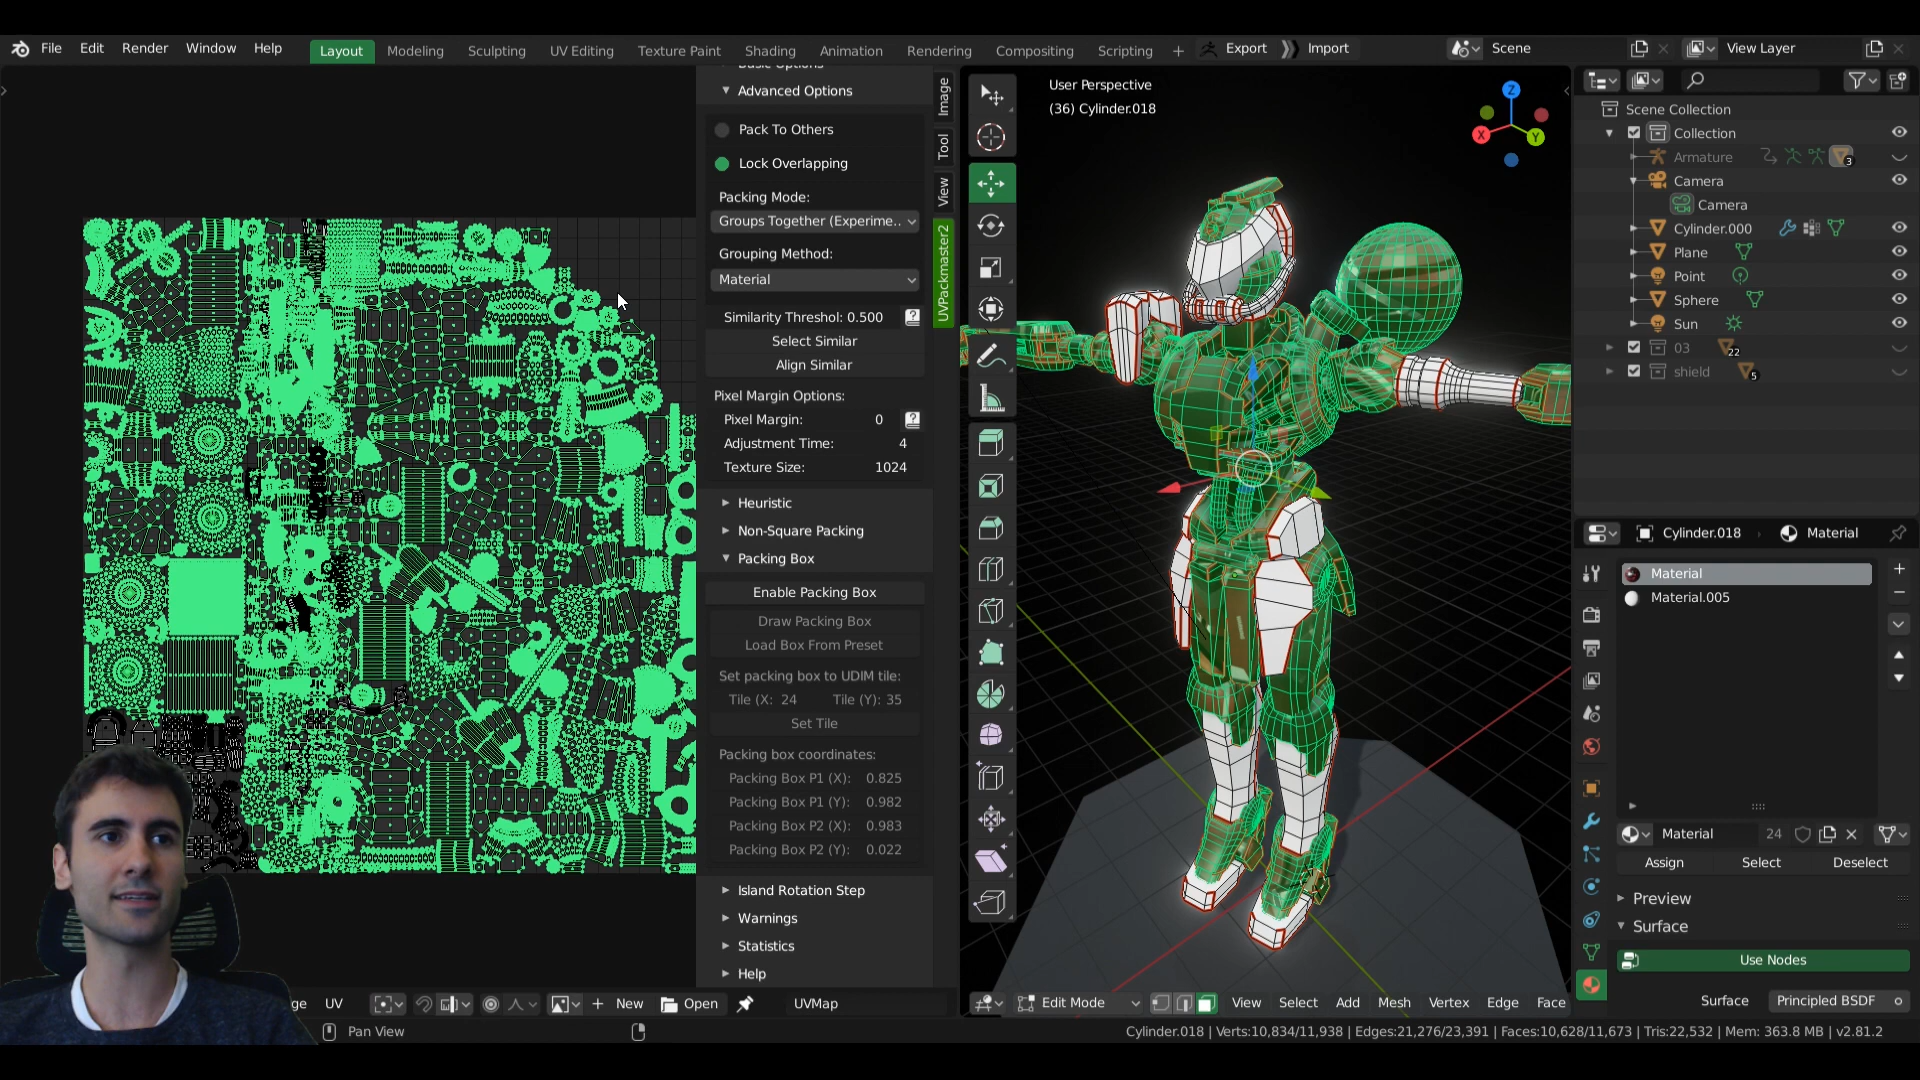 File Edit Render Window Help Layout Modeling Sculpting UV Editing Texture Paint Shading Animation Rendering Compositing Scripting + Export Import Scene View Layer
Advanced Options
Pack To Others
Lock Overlapping
Packing Mode:
Groups Together (Experime..
Grouping Method:
Material
Similarity Threshol: 0.500
Select Similar
Align Similar
Pixel Margin Options:
Pixel Margin: 0
Adjustment Time: 4
Texture Size: 1024
Heuristic
Non-Square Packing
Packing Box
Enable Packing Box
Draw Packing Box
Load Box From Preset
Set packing box to UDIM tile:
Tile (X: 24 Tile (Y): 35
Set Tile
Packing box coordinates:
Packing Box P1 (X): 0.825
Packing Box P1 (Y): 0.982
Packing Box P2 (X): 0.983
Packing Box P2 (Y): 0.022
Island Rotation Step
Warnings
Statistics
Help
Image
Tool
View
UVPackmaster2
ge UV New Open UVMap
Pan View
User Perspective
(36) Cylinder.018
Z
X
Y
Edit Mode View Select Add Mesh Vertex Edge Face
Scene Collection
Collection
Armature 3
Camera
Camera
Cylinder.000
Plane
Point
Sphere
Sun
03 22
shield 5
Cylinder.018 Material
Material
Material.005
Material 24
Assign Select Deselect
Preview
Surface
Use Nodes
Surface Principled BSDF
Cylinder.018 | Verts:10,834/11,938 | Edges:21,276/23,391 | Faces:10,628/11,673 | Tris:22,532 | Mem: 363.8 MB | v2.81.2